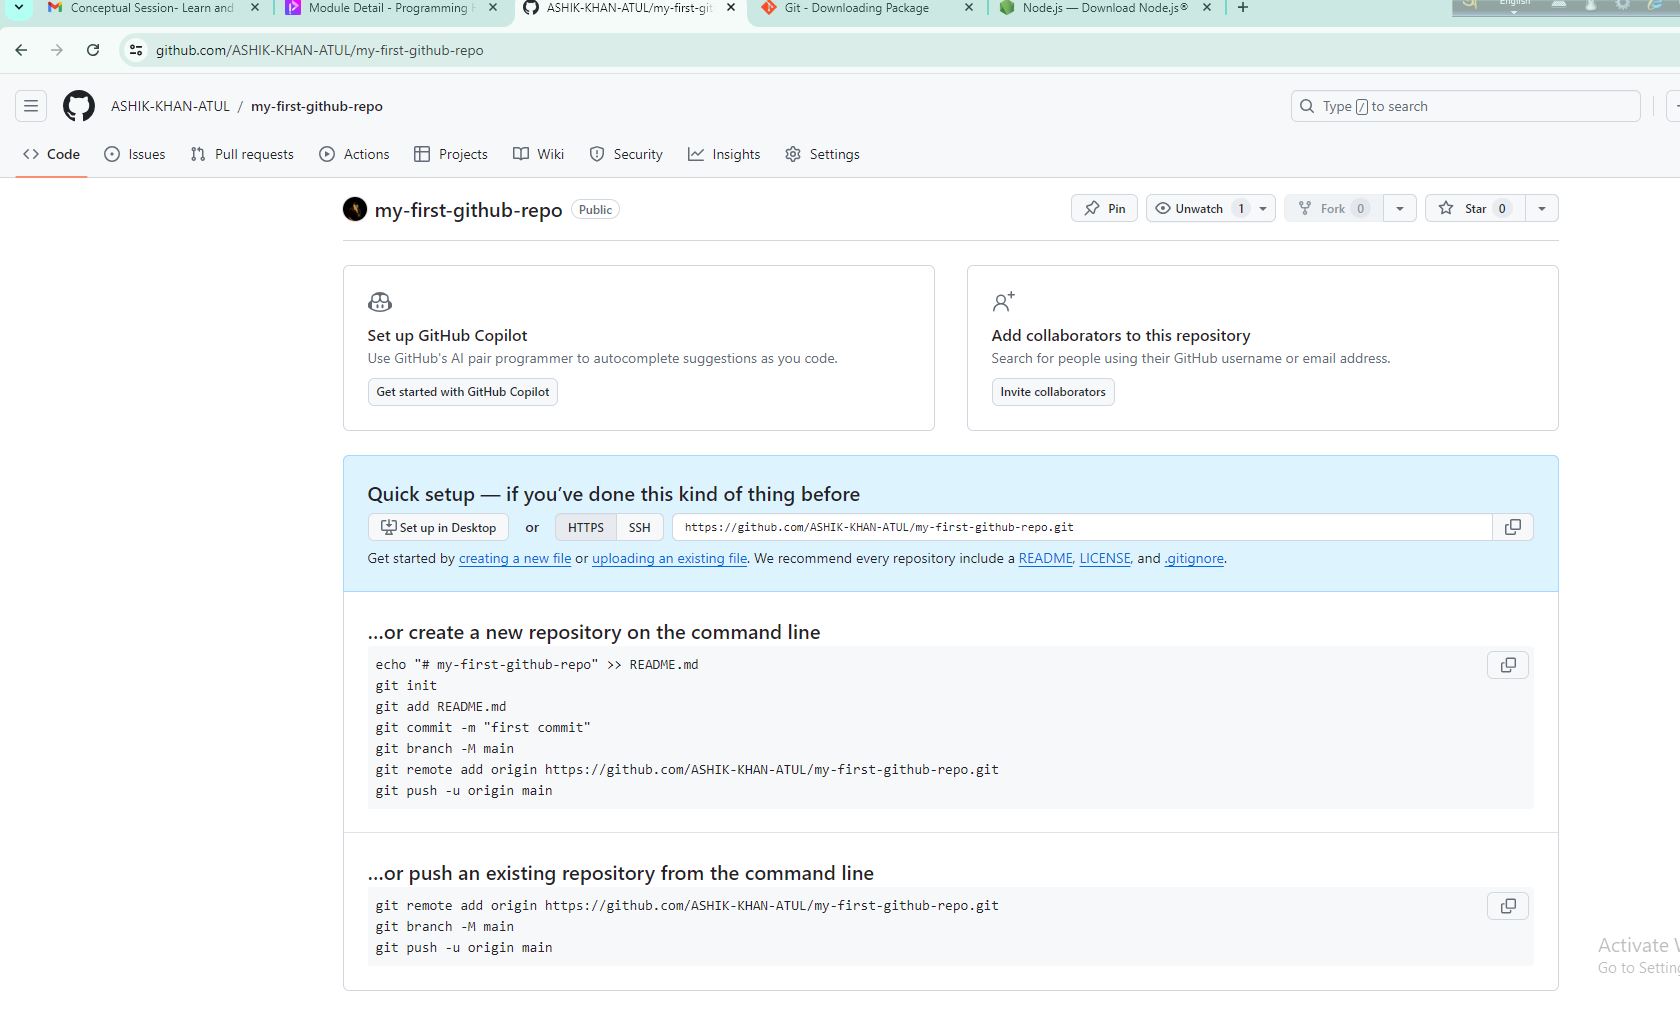 Conceptual Session- Learn and
Module Detail - Programming H
ASHIK-KHAN-ATUL/my-first-git
Git - Downloading Package
Node.js — Download Node.js®
English
github.com/ASHIK-KHAN-ATUL/my-first-github-repo
ASHIK-KHAN-ATUL / my-first-github-repo
Type / to search
Code
Issues
Pull requests
Actions
Projects
Wiki
Security
Insights
Settings
my-first-github-repo Public
Pin
Unwatch 1
Fork 0
Star 0
Set up GitHub Copilot
Use GitHub's AI pair programmer to autocomplete suggestions as you code.
Get started with GitHub Copilot
Add collaborators to this repository
Search for people using their GitHub username or email address.
Invite collaborators
Quick setup — if you’ve done this kind of thing before
Set up in Desktop or HTTPS SSH https://github.com/ASHIK-KHAN-ATUL/my-first-github-repo.git
Get started by creating a new file or uploading an existing file. We recommend every repository include a README, LICENSE, and .gitignore.
…or create a new repository on the command line
echo "# my-first-github-repo" >> README.md
git init
git add README.md
git commit -m "first commit"
git branch -M main
git remote add origin https://github.com/ASHIK-KHAN-ATUL/my-first-github-repo.git
git push -u origin main
…or push an existing repository from the command line
git remote add origin https://github.com/ASHIK-KHAN-ATUL/my-first-github-repo.git
git branch -M main
git push -u origin main
Activate
Go to Setting